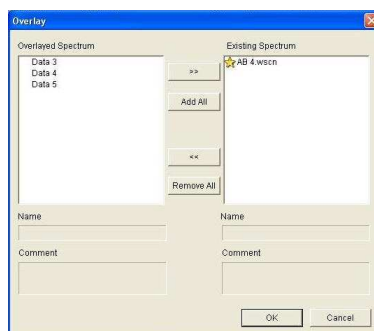 Overlay
Overlayed Spectrum
Existing Spectrum
Data 3
Data 4
Data 5
AB 4.wscn
>>
Add All
<<
Remove All
Name
Name
Comment
Comment
OK
Cancel